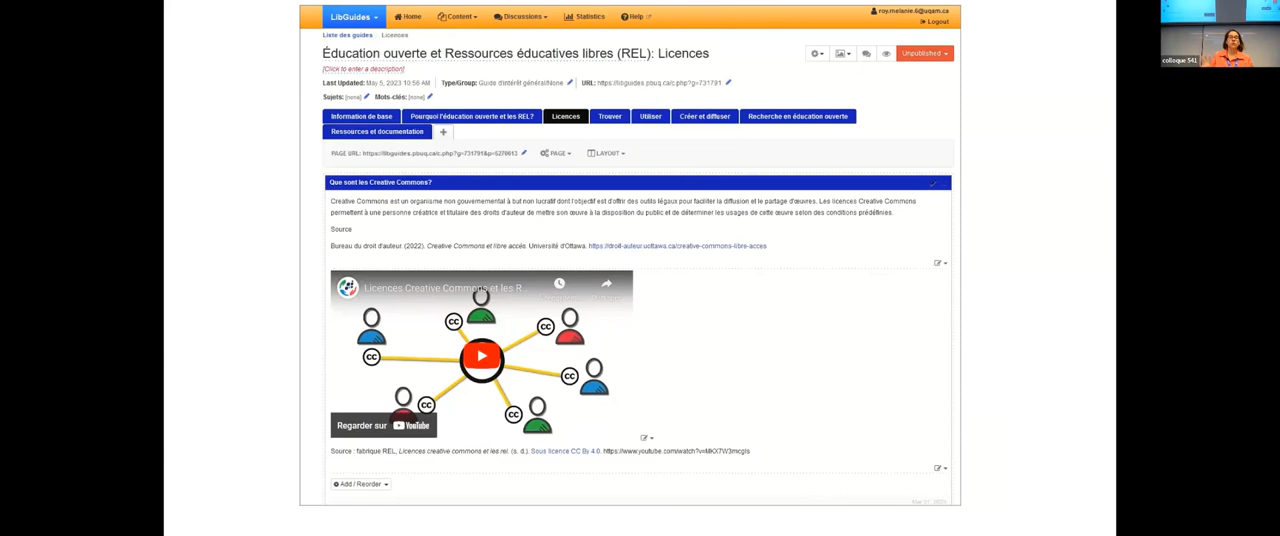 LibGuides
Home
Content
Discussions
Statistics
Help
roy.melanie.6@uqam.ca
Logout
Liste des guides
Licences
Éducation ouverte et Ressources éducatives libres (REL): Licences
Unpublished
[Click to enter a description]
Last Updated: May 5, 2023 10:56 AM
Type/Group: Guide d'intérêt général/Néone
URL: https://libguides.pbuq.ca/c.php?g=731791
Sujets: [none]
Mots-clés: [none]
Information de base
Pourquoi l'éducation ouverte et les REL?
Licences
Trouver
Utiliser
Créer et diffuser
Recherche en éducation ouverte
Ressources et documentation
PAGE URL: https://libguides.pbuq.ca/c.php?g=731791&p=5270613
PAGE
LAYOUT
Que sont les Creative Commons?
Creative Commons est un organisme non gouvernemental à but non lucratif dont l'objectif est d'offrir des outils légaux pour faciliter la diffusion et le partage d'œuvres. Les licences Creative Commons
permettent à une personne créatrice et titulaire des droits d'auteur de mettre son œuvre à la disposition du public et de déterminer les usages de cette œuvre selon des conditions prédéfinies.
Source
Bureau du droit d'auteur. (2022). Creative Commons et libre accès. Université d'Ottawa. https://droit-auteur.uottawa.ca/creative-commons-libre-acces
Licences Creative Commons et les R...
cc
cc
cc
cc
cc
cc
Regarder sur YouTube
Source : fabrique REL, Licences creative commons et les rel. (s. d.). Sous licence CC By 4.0.
Add / Reorder
colloque 541